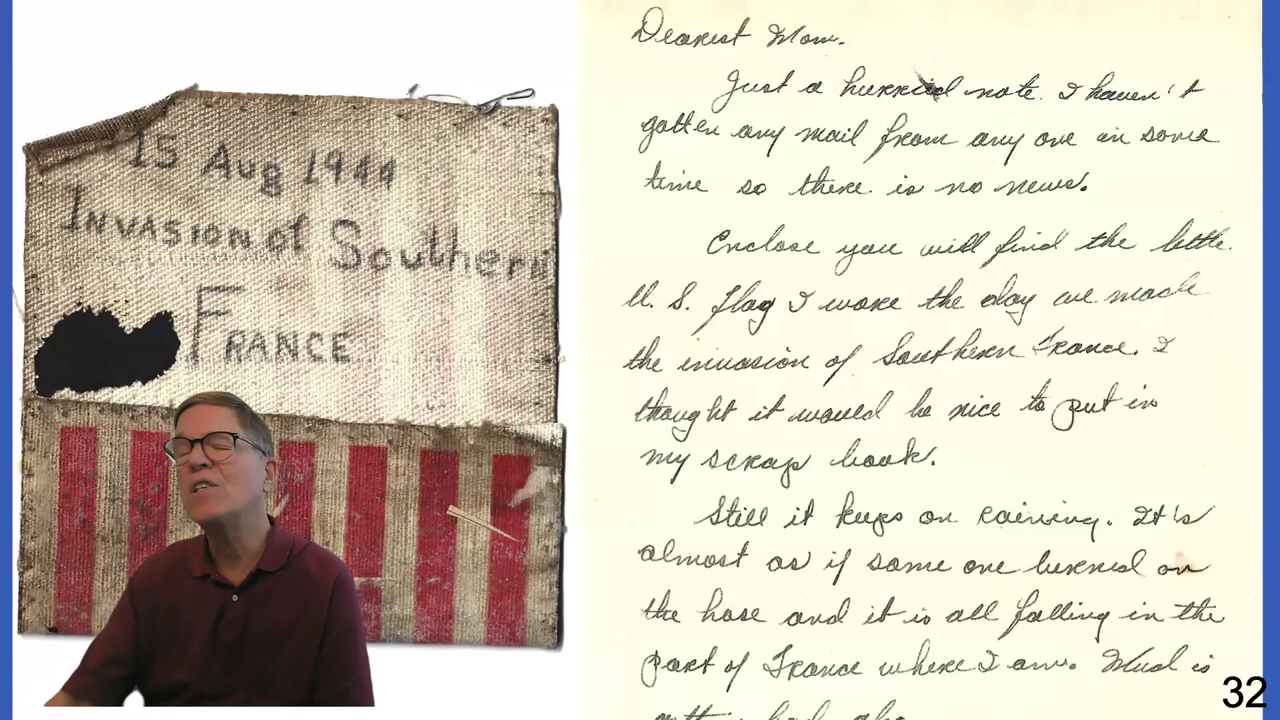 15 Aug 1944
INVASION of Southern
FRANCE
Dearest Mom.
Just a hurried note. I haven't
gotten any mail from any one in some
time so there is no news.
Enclose you will find the little
U. S. flag I wore the day we made
the invasion of Southern France. I
thought it would be nice to put in
my scrap book.
Still it keeps on raining. It's
almost as if some one turned on
the hose and it is all falling in the
part of France where I am. Mud is
32